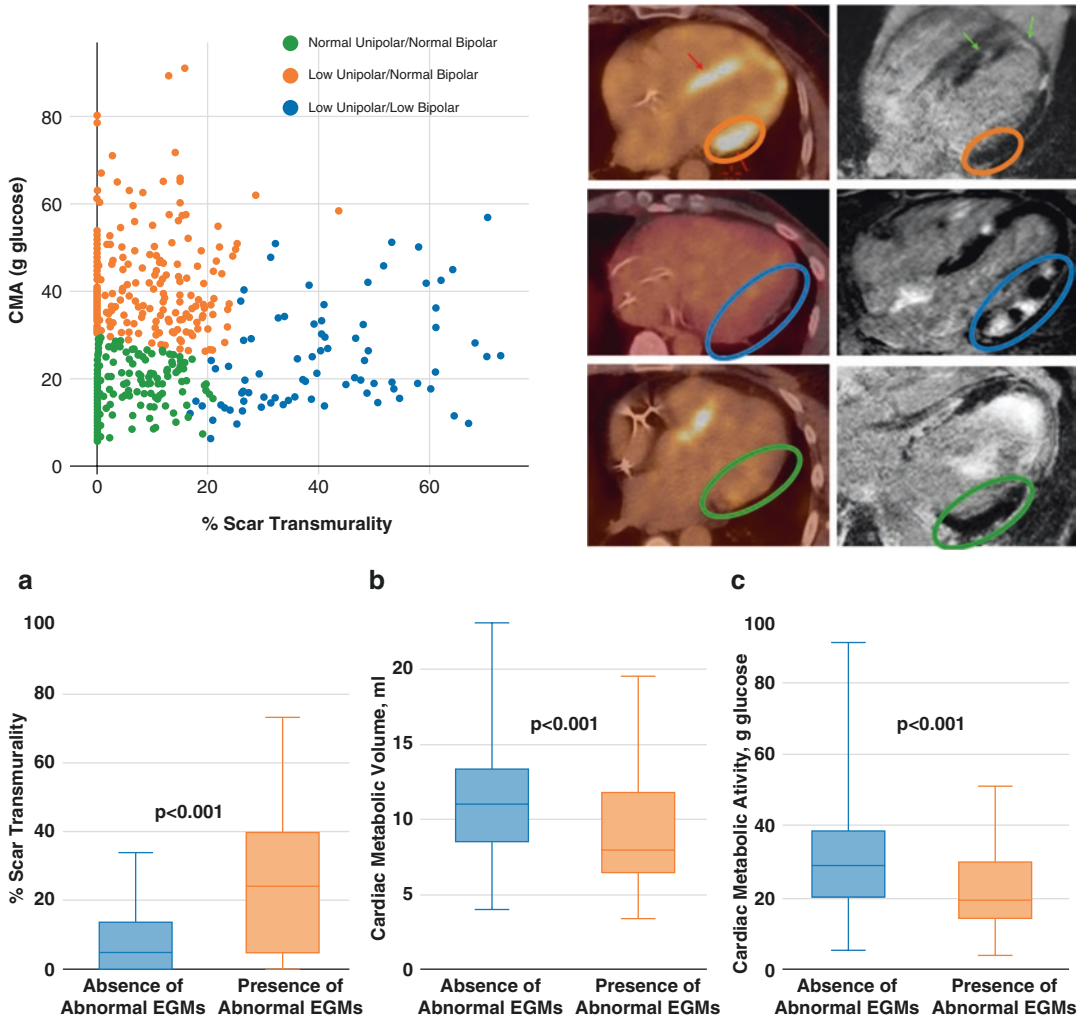 Normal Unipolar/Normal Bipolar
Low Unipolar/Normal Bipolar
Low Unipolar/Low Bipolar
CMA (g glucose)
80
60
40
20
0
0 20 40 60
% Scar Transmurality
a
% Scar Transmurality
100
80
60
40
20
0
p<0.001
Absence of
Abnormal EGMs
Presence of
Abnormal EGMs
b
Cardiac Metabolic Volume, ml
20
15
10
5
0
p<0.001
Absence of
Abnormal EGMs
Presence of
Abnormal EGMs
c
Cardiac Metabolic Ativity, g glucose
100
80
60
40
20
0
p<0.001
Absence of
Abnormal EGMs
Presence of
Abnormal EGMs